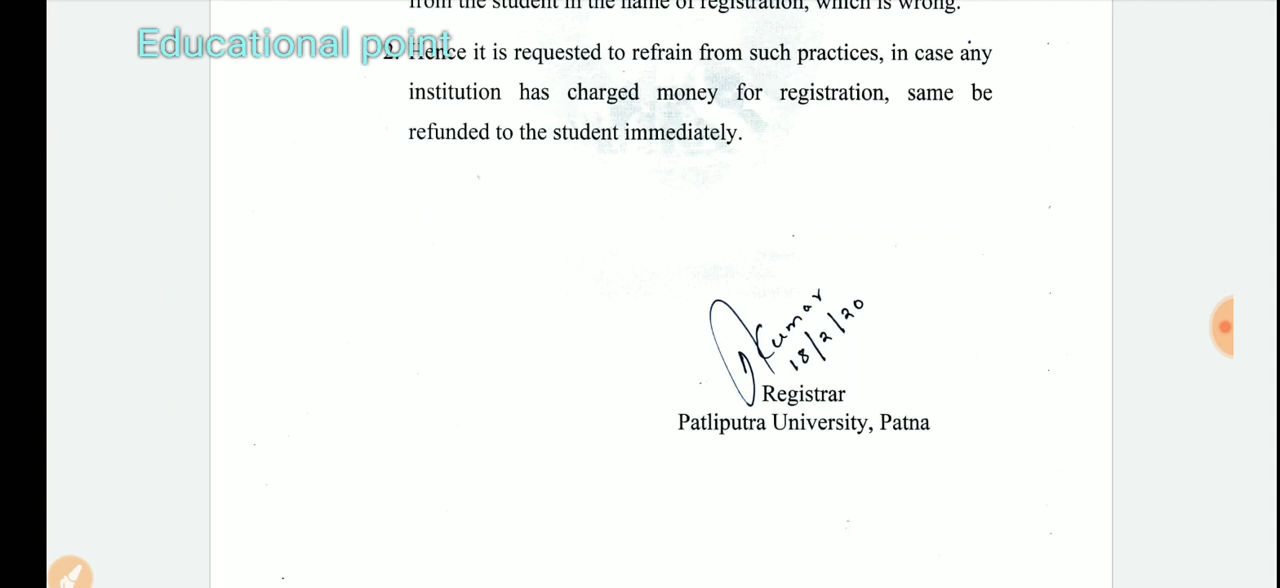 from the student in the name of registration, which is wrong.
Educational point
2. Hence it is requested to refrain from such practices, in case any
institution has charged money for registration, same be
refunded to the student immediately.
Kumar
18/2/20
Registrar
Patliputra University, Patna